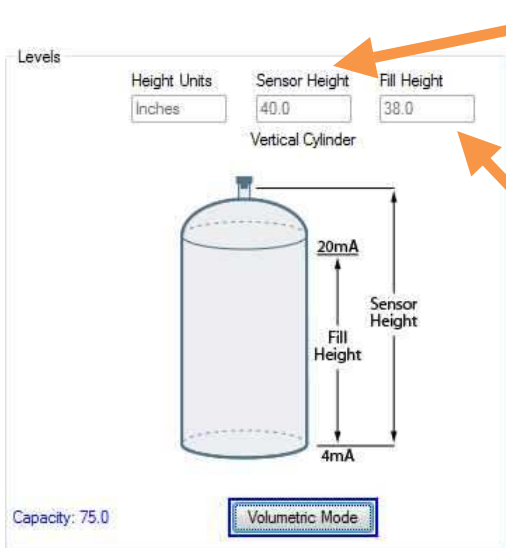 Levels
Height Units Sensor Height Fill Height
Inches 40.0 38.0
Vertical Cylinder
20mA
Sensor
Height
Fill
Height
4mA
Capacity: 75.0 Volumetric Mode